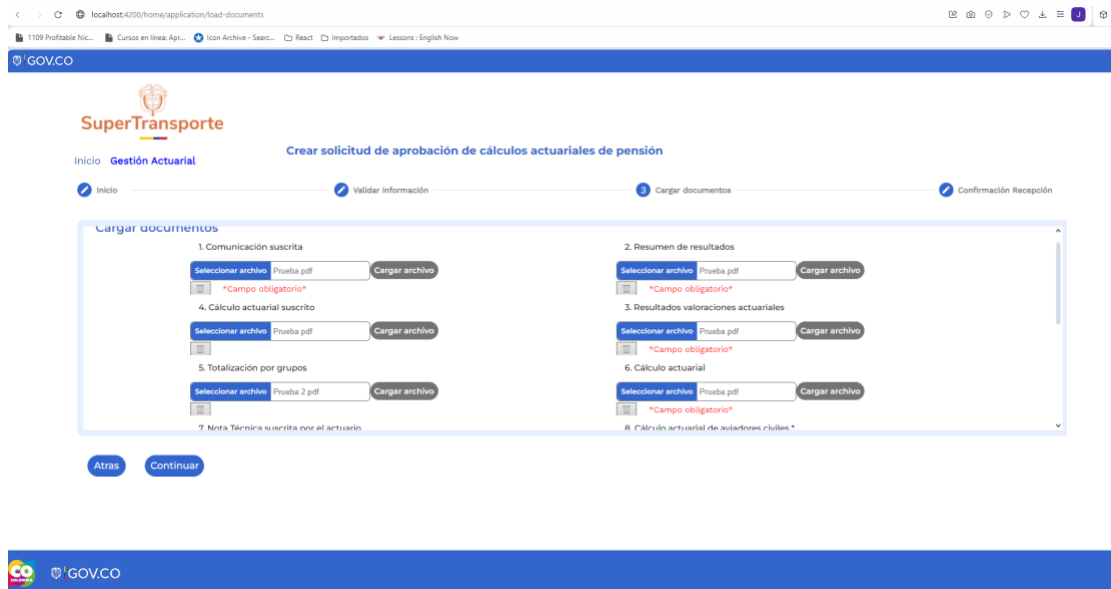 localhost:4200/home/application/load-documents
J
1109 Profitable Nic... Cursos en línea: Apr... Icon Archive - Searc... React Importados Lessons : English Now
GOV.CO
SuperTransporte
Crear solicitud de aprobación de cálculos actuariales de pensión
Inicio Gestión Actuarial
Inicio Validar Información 3 Cargar documentos Confirmación Recepción
Cargar documentos
1. Comunicación suscrita 2. Resumen de resultados
Seleccionar archivo Prueba.pdf Cargar archivo Seleccionar archivo Prueba.pdf Cargar archivo
*Campo obligatorio* *Campo obligatorio*
4. Cálculo actuarial suscrito 3. Resultados valoraciones actuariales
Seleccionar archivo Prueba.pdf Cargar archivo Seleccionar archivo Prueba.pdf Cargar archivo
*Campo obligatorio*
5. Totalización por grupos 6. Cálculo actuarial
Seleccionar archivo Prueba 2.pdf Cargar archivo Seleccionar archivo Prueba.pdf Cargar archivo
*Campo obligatorio*
7. Nota Técnica suscrita por el actuario 8. Cálculo actuarial de aviadores civiles *
Atras Continuar
CO
COLOMBIA
GOV.CO